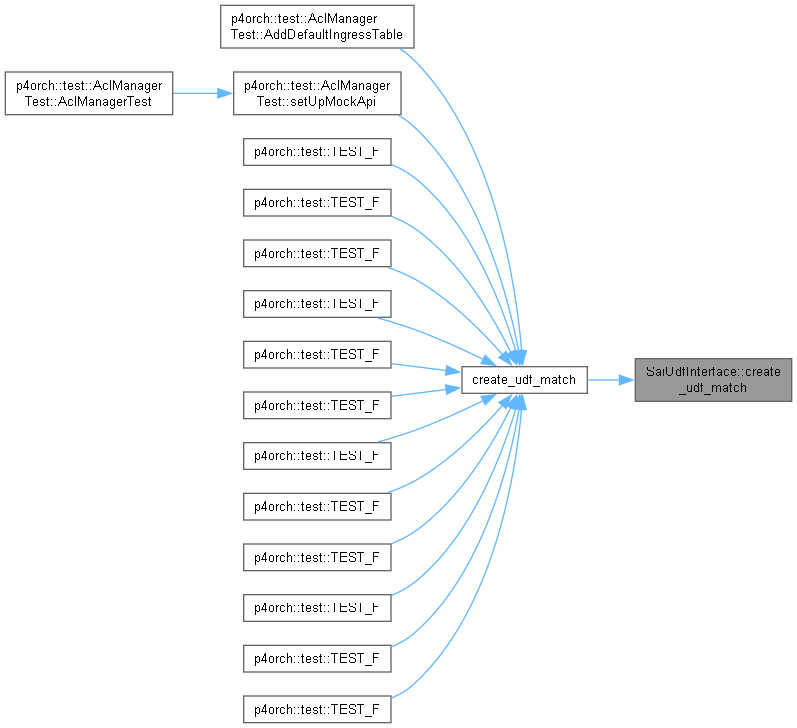 p4orch::test::AclManager
Test::AddDefaultIngressTable
p4orch::test::AclManager
Test::AclManagerTest
p4orch::test::AclManager
Test::setUpMockApi
p4orch::test::TEST_F
p4orch::test::TEST_F
p4orch::test::TEST_F
p4orch::test::TEST_F
p4orch::test::TEST_F
p4orch::test::TEST_F
p4orch::test::TEST_F
p4orch::test::TEST_F
p4orch::test::TEST_F
p4orch::test::TEST_F
p4orch::test::TEST_F
p4orch::test::TEST_F
create_udf_match
SaiUdfInterface::create
_udf_match